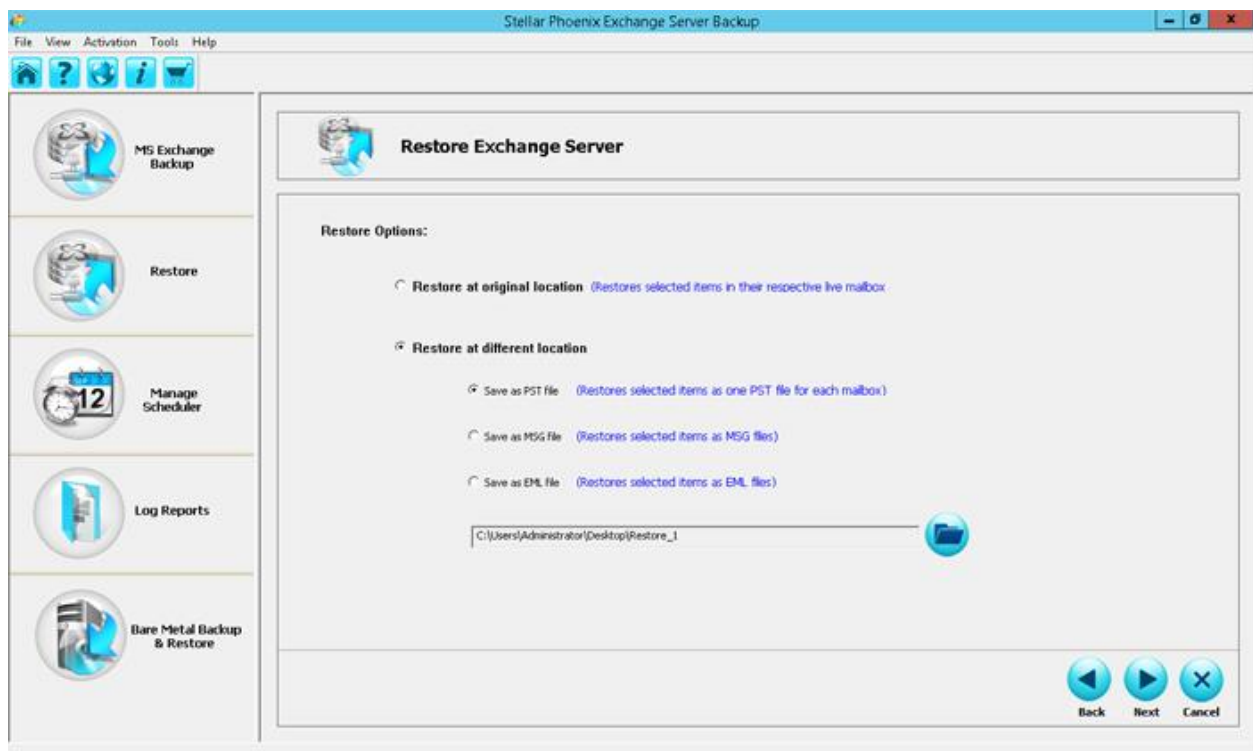 Stellar Phoenix Exchange Server Backup
File View Activation Tools Help
MS Exchange
Backup
Restore
12
Manage
Scheduler
Log Reports
Bare Metal Backup
& Restore
Restore Exchange Server
Restore Options:
Restore at original location (Restores selected items in their respective live mailbox
Restore at different location
Save as PST file (Restores selected items as one PST file for each mailbox)
Save as MSG file (Restores selected items as MSG files)
Save as EML file (Restores selected items as EML files)
C:\Users\Administrator\Desktop\Restore_1
Back Next Cancel